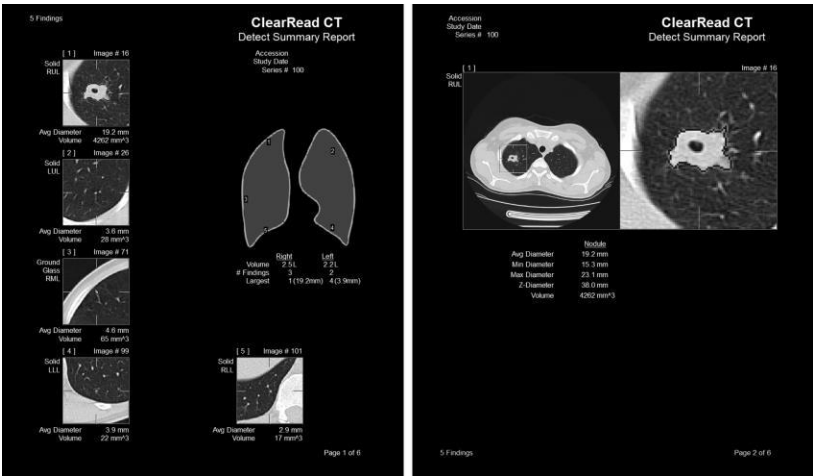 5 Findings
ClearRead CT
Detect Summary Report
Accession
Study Date
Series # 100
[ 1 ] Image # 16
Solid
RUL
Avg Diameter 19.2 mm
Volume 4262 mm^3
[ 2 ] Image # 26
Solid
LUL
Avg Diameter 3.6 mm
Volume 28 mm^3
[ 3 ] Image # 71
Ground
Glass
RML
Avg Diameter 4.6 mm
Volume 65 mm^3
[ 4 ] Image # 99
Solid
LLL
Avg Diameter 3.9 mm
Volume 22 mm^3
1
2
3
4
Right Left
Volume 2.5 L 2.2 L
# Findings 3 2
Largest 1 (19.2mm) 4 (3.9mm)
[ 5 ] Image # 101
Solid
RLL
Avg Diameter 2.9 mm
Volume 17 mm^3
Page 1 of 6
Accession
Study Date
Series # 100
ClearRead CT
Detect Summary Report
[ 1 ] Image # 16
Solid
RUL
Nodule
Avg Diameter 19.2 mm
Min Diameter 15.3 mm
Max Diameter 23.1 mm
Z-Diameter 38.0 mm
Volume 4262 mm^3
5 Findings
Page 2 of 6